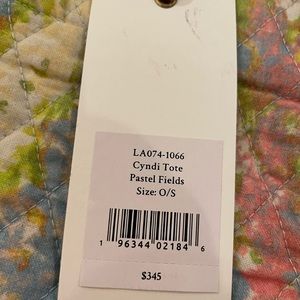 LA074-1066
Cyndi Tote
Pastel Fields
Size: O/S
1 96344 02184 6
$345